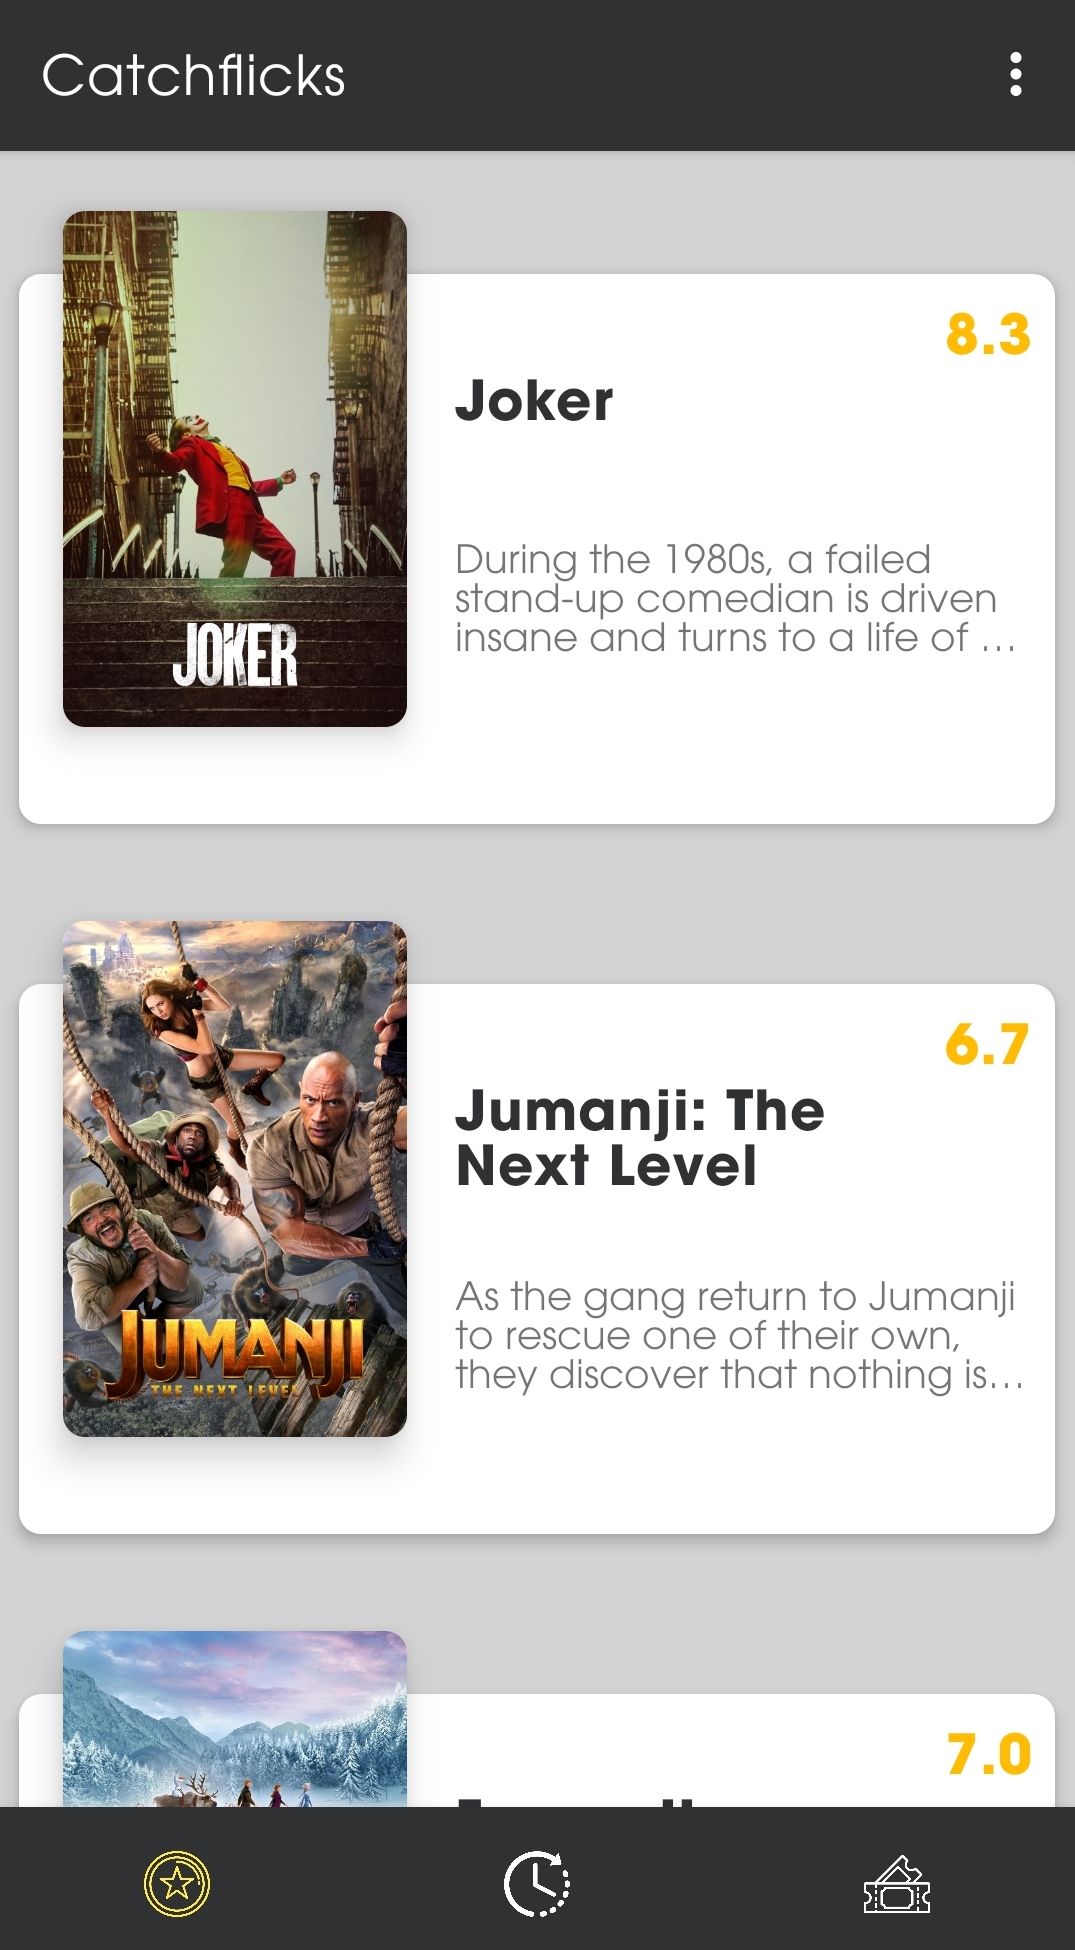 Catchflicks
8.3
Joker
During the 1980s, a failed
stand-up comedian is driven
insane and turns to a life of ...
JOKER
6.7
Jumanji: The
Next Level
As the gang return to Jumanji
to rescue one of their own,
they discover that nothing is...
JUMANJI
THE NEXT LEVEL
7.0